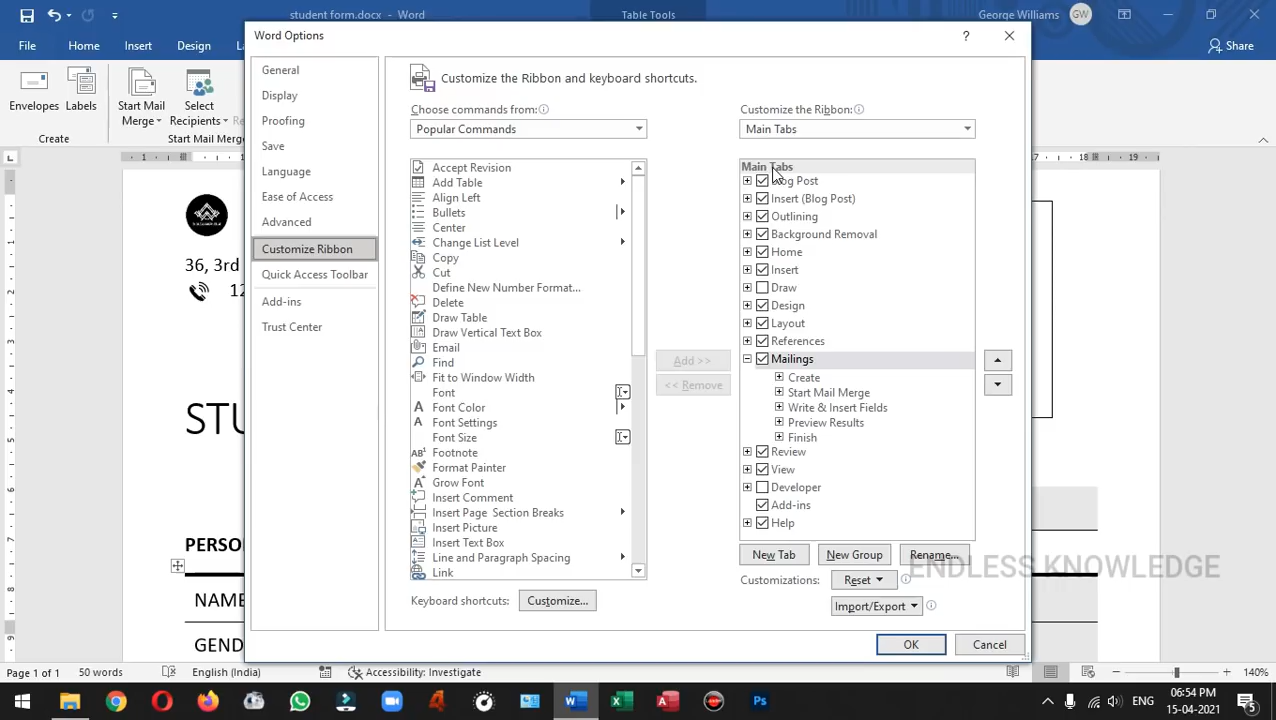 student form.docx - Word
Table Tools
George Williams
GW
File
Home
Insert
Design
Share
Word Options
General
Display
Proofing
Save
Language
Ease of Access
Advanced
Customize Ribbon
Quick Access Toolbar
Add-ins
Trust Center
Customize the Ribbon and keyboard shortcuts.
Choose commands from:
Popular Commands
Accept Revision
Add Table
Align Left
Bullets
Center
Change List Level
Copy
Cut
Define New Number Format...
Delete
Draw Table
Draw Vertical Text Box
Email
Find
Fit to Window Width
Font
Font Color
Font Settings
Font Size
Footnote
Format Painter
Grow Font
Insert Comment
Insert Page Section Breaks
Insert Picture
Insert Text Box
Line and Paragraph Spacing
Link
Keyboard shortcuts: Customize...
Add >>
<< Remove
Customize the Ribbon:
Main Tabs
Main Tabs
Blog Post
Insert (Blog Post)
Outlining
Background Removal
Home
Insert
Draw
Design
Layout
References
Mailings
Create
Start Mail Merge
Write & Insert Fields
Preview Results
Finish
Review
View
Developer
Add-ins
Help
New Tab
New Group
Rename...
Customizations: Reset
Import/Export
OK
Cancel
Envelopes
Labels
Start Mail
Merge
Select
Recipients
Create
Start Mail Merge
36, 3rd
12
STU
PERSO
NAME
GEND
ENDLESS KNOWLEDGE
Page 1 of 1
50 words
English (India)
Accessibility: Investigate
140%
ENG
06:54 PM
15-04-2021
5